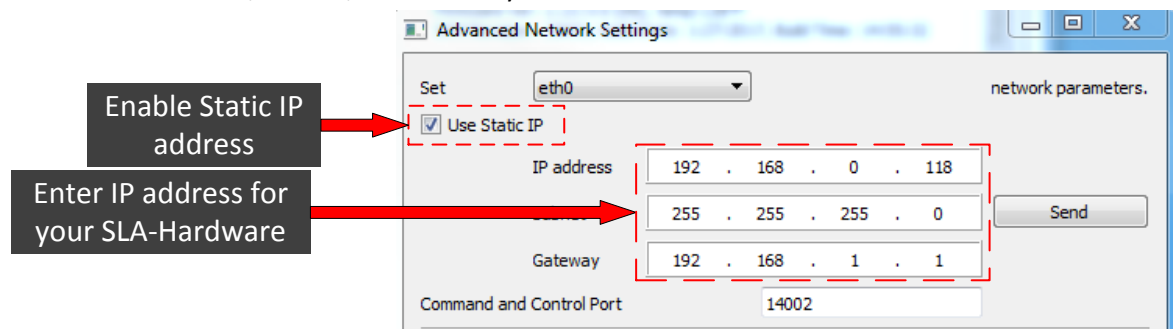 Advanced Network Settings
Set eth0 network parameters.
Enable Static IP
address
Use Static IP
IP address 192 . 168 . 0 . 118
Enter IP address for
your SLA-Hardware
255 . 255 . 255 . 0 Send
Gateway 192 . 168 . 1 . 1
Command and Control Port 14002